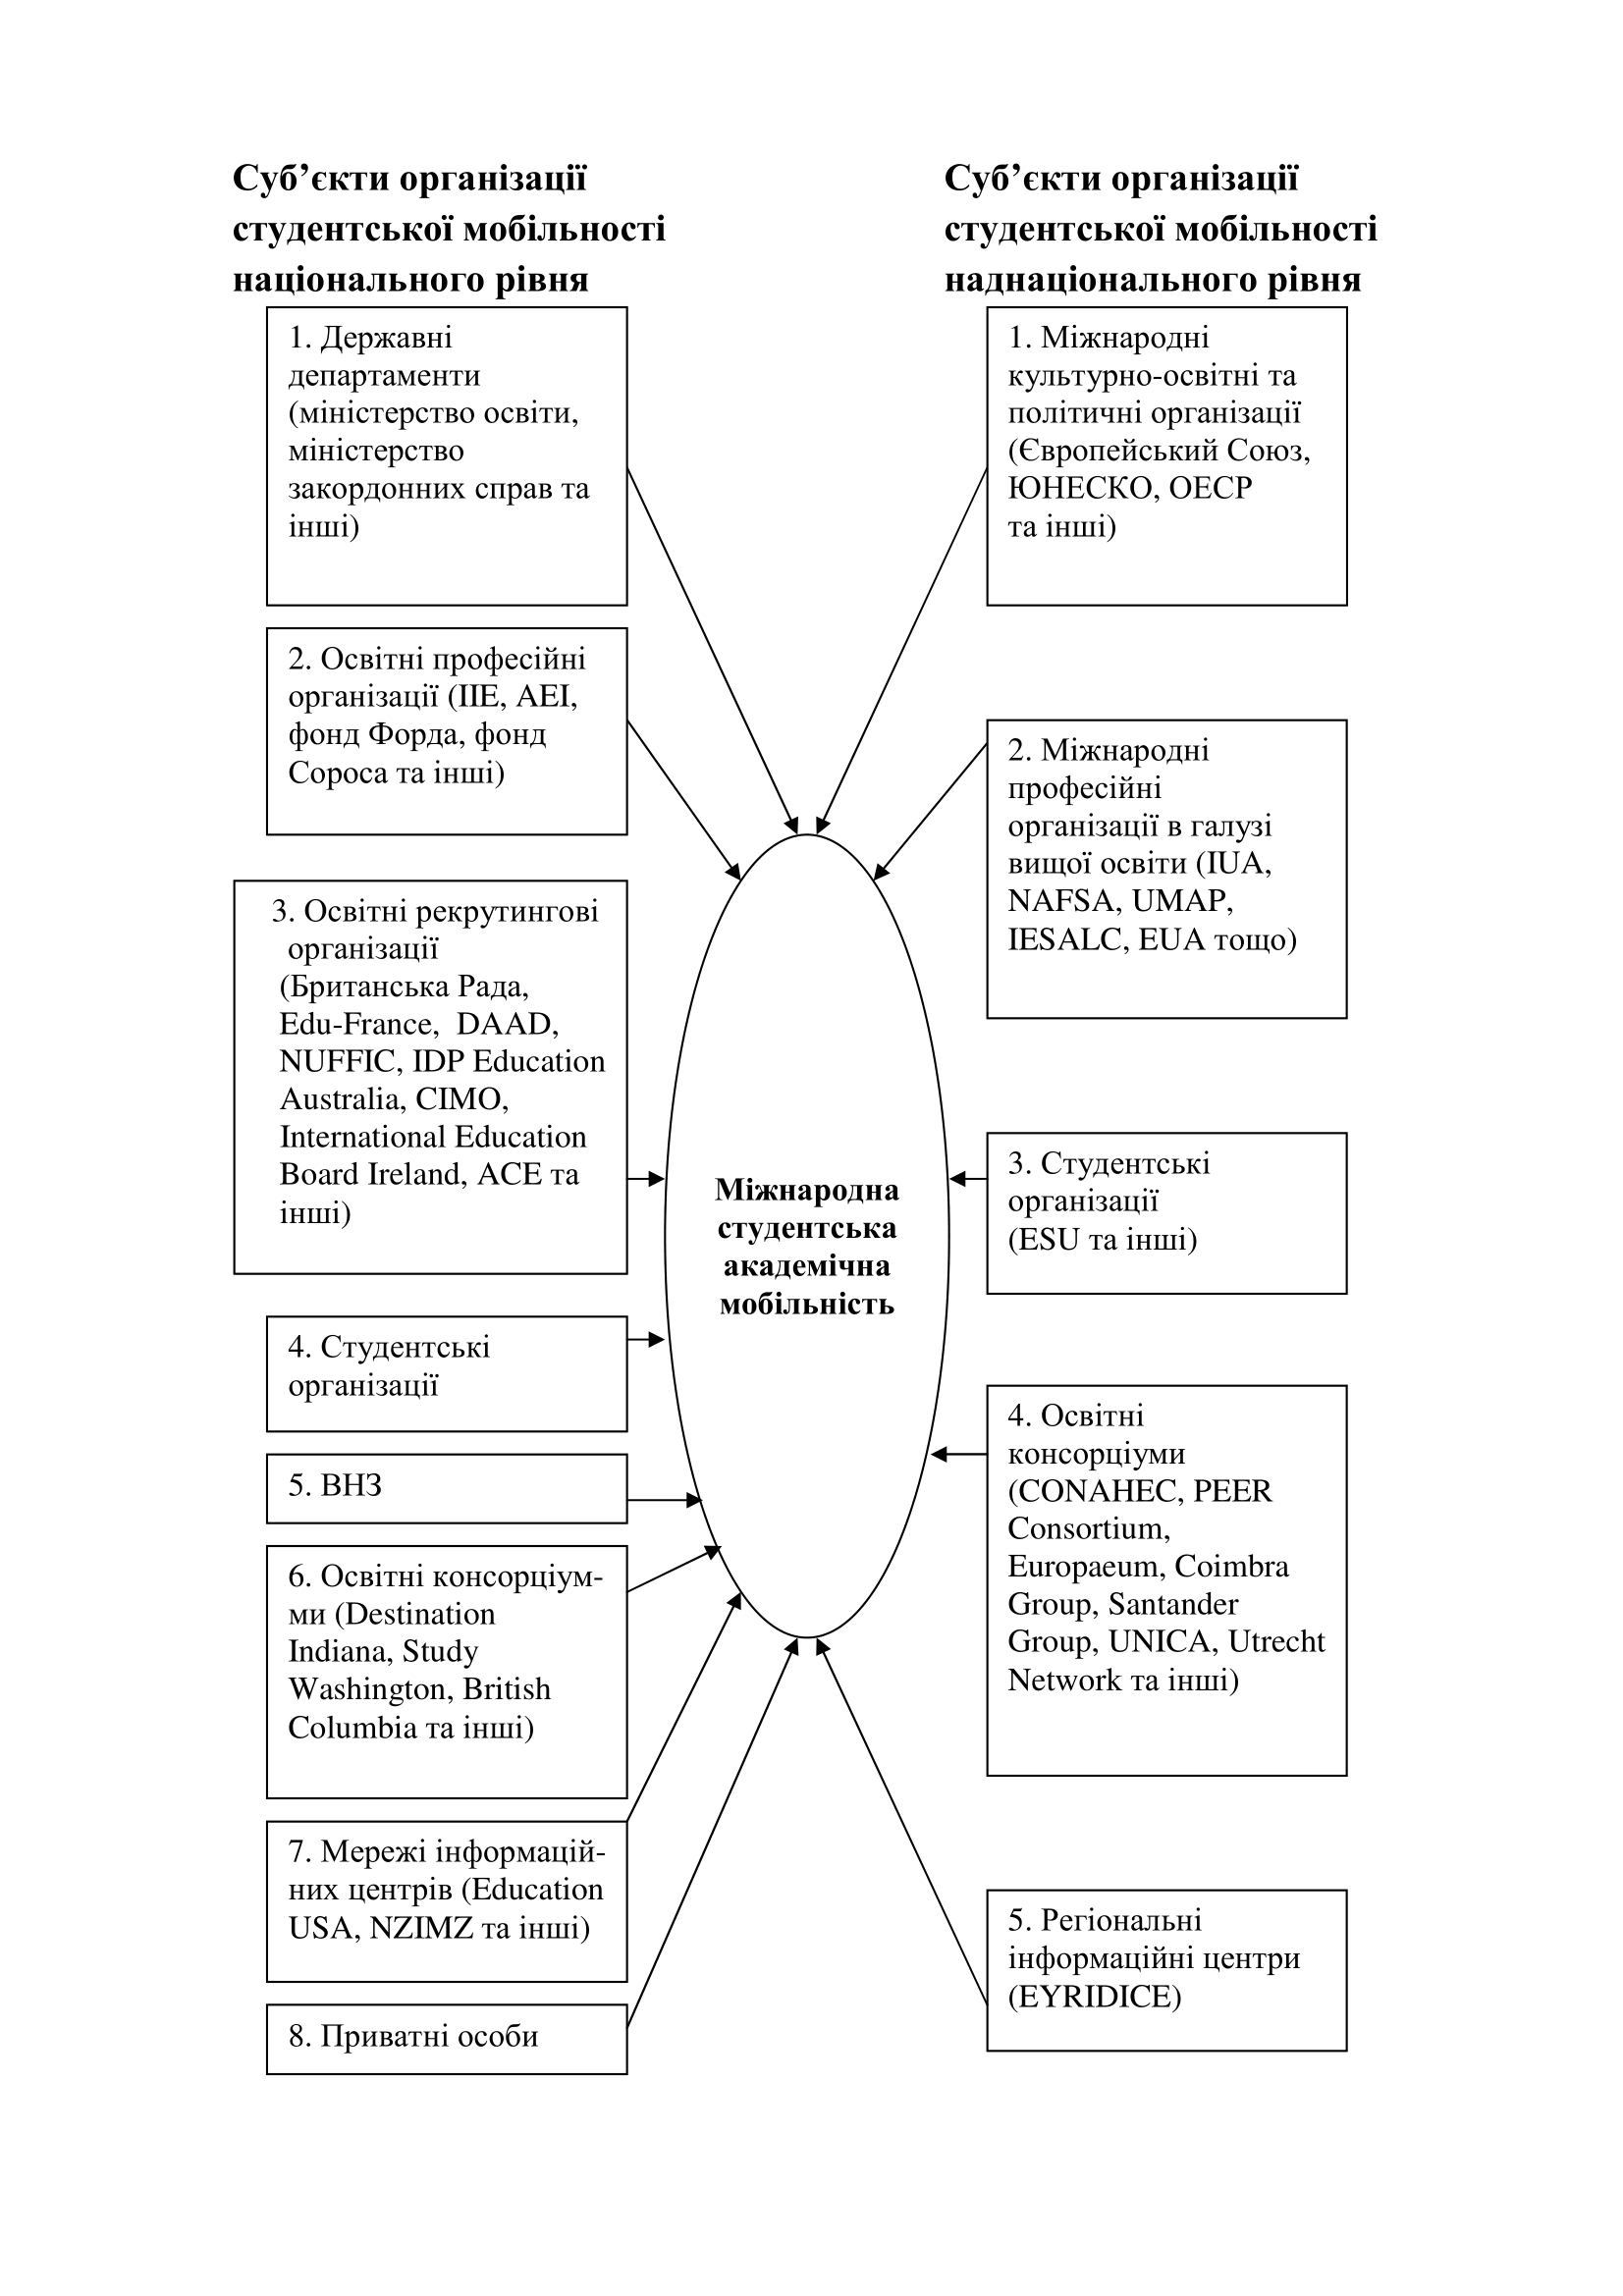 Суб’єкти організації
студентської мобільності
національного рівня
1. Державні
департаменти
(міністерство освіти,
міністерство
закордонних справ та
інші)
2. Освітні професійні
організації (IIE, AEI,
фонд Форда, фонд
Сороса та інші)
3. Освітні рекрутингові
організації
(Британська Рада,
Edu-France, DAAD,
NUFFIC, IDP Education
Australia, CIMO,
International Education
Board Ireland, ACE та
інші)
4. Студентські
організації
5. ВНЗ
6. Освітні консорціум-
ми (Destination
Indiana, Study
Washington, British
Columbia та інші)
7. Мережі інформацій-
них центрів (Education
USA, NZIMZ та інші)
8. Приватні особи
Міжнародна
студентська
академічна
мобільність
Суб’єкти організації
студентської мобільності
наднаціонального рівня
1. Міжнародні
культурно-освітні та
політичні організації
(Європейський Союз,
ЮНЕСКО, ОЕСР
та інші)
2. Міжнародні
професійні
організації в галузі
вищої освіти (IUA,
NAFSA, UMAP,
IESALC, EUA тощо)
3. Студентські
організації
(ESU та інші)
4. Освітні
консорціуми
(CONAHEC, PEER
Consortium,
Europaeum, Coimbra
Group, Santander
Group, UNICA, Utrecht
Network та інші)
5. Регіональні
інформаційні центри
(EYRIDICE)